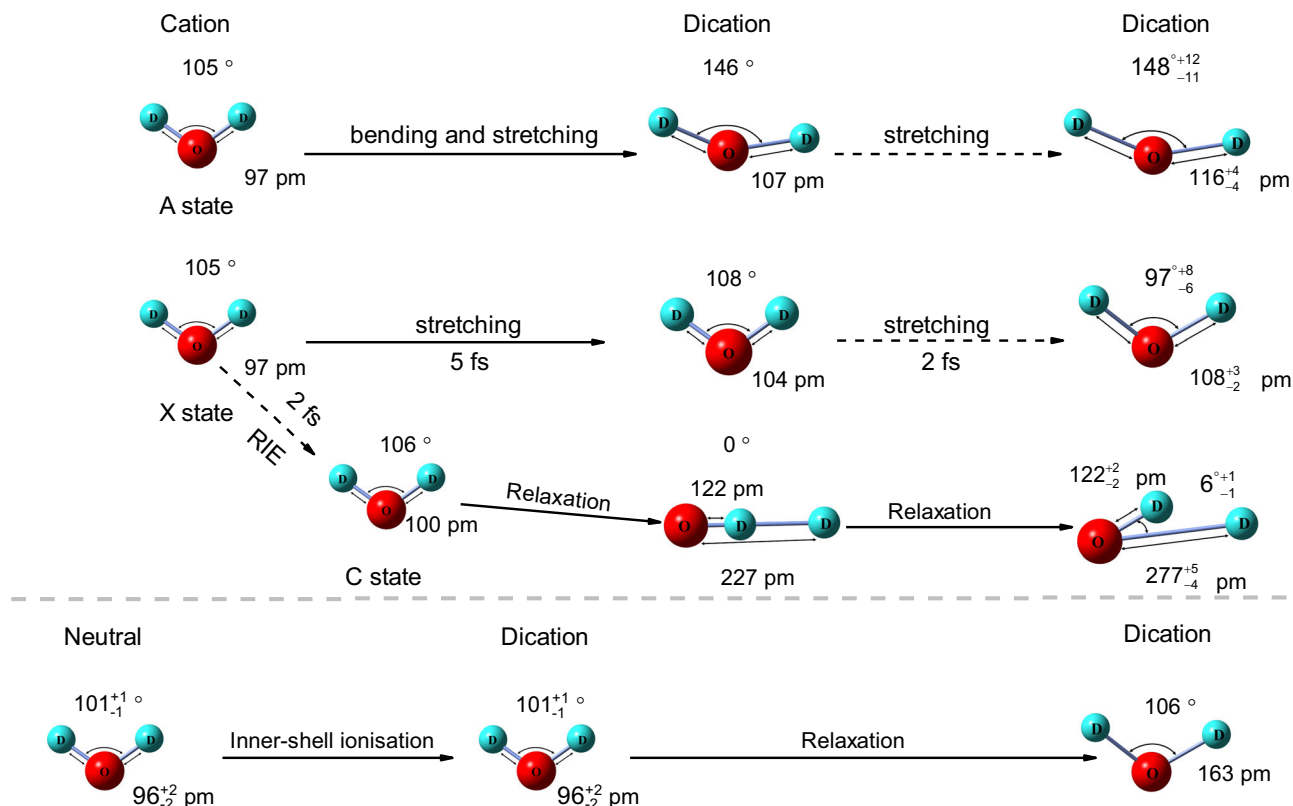 Cation Dication Dication
105 ° 146 ° 148°+12 −11
D D D D D D
bending and stretching stretching
O O O
97 pm 107 pm 116+4 −4 pm
A state
105 ° 108 ° 97°+8 −6
D D D D D D
stretching stretching
O O O
5 fs 2 fs
97 pm 104 pm 108+3 −2 pm
X state 2 fs
RIE 106 ° 0 °
122 pm 122+2 −2 pm 6°+1 −1
D D Relaxation Relaxation D
O O D D O D
100 pm
C state 227 pm 277+5 −4 pm
Neutral Dication Dication
101+1 -1 ° 101+1 -1 ° 106 °
D D D D D D
Inner-shell ionisation Relaxation
O O O
96+2 -2 pm 96+2 -2 pm 163 pm